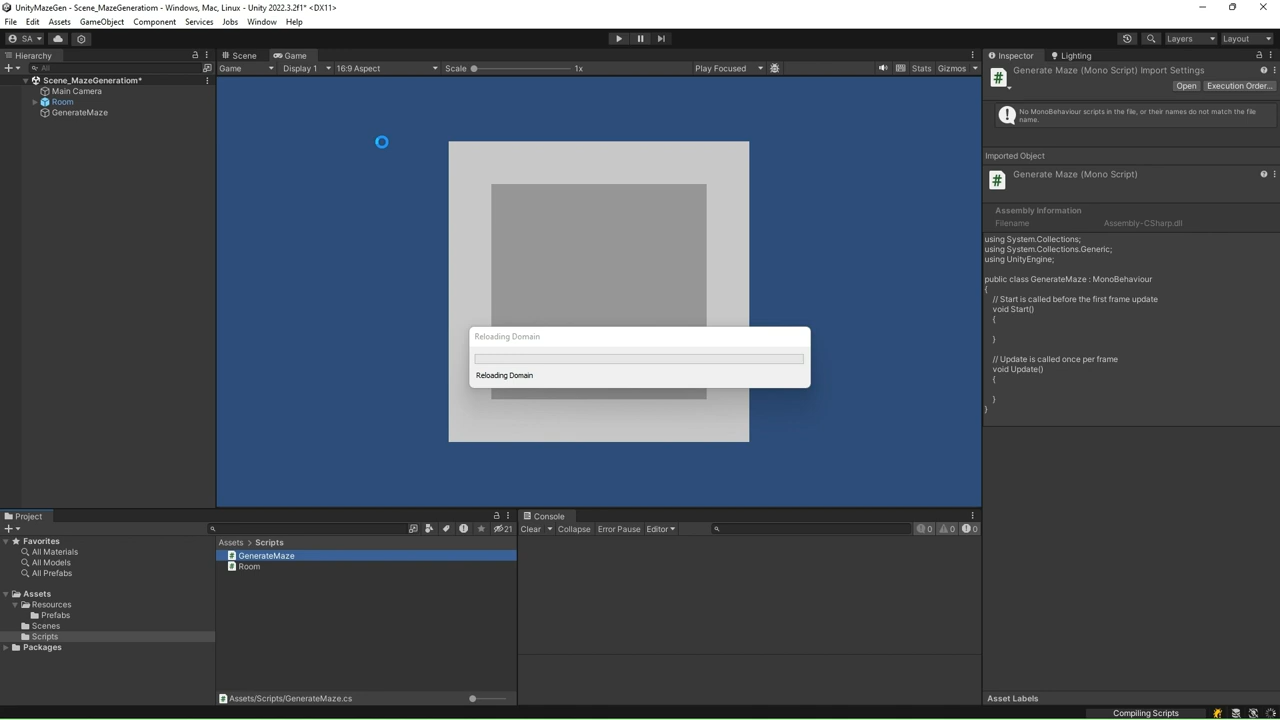 UnityMazeGen - Scene_MazeGeneratiom - Windows, Mac, Linux - Unity 2022.3.2f1* <DX11>
File Edit Assets GameObject Component Services Jobs Window Help
SA Layers Layout
Hierarchy
All
Scene_MazeGeneratiom*
Main Camera
Room
GenerateMaze
Scene Game
Game Display 1 16:9 Aspect Scale 1x Play Focused Stats Gizmos
Reloading Domain
Reloading Domain
Inspector Lighting
Generate Maze (Mono Script) Import Settings
Open Execution Order...
No MonoBehaviour scripts in the file, or their names do not match the file
name.
Imported Object
Generate Maze (Mono Script)
Assembly Information
Filename Assembly-CSharp.dll
using System.Collections;
using System.Collections.Generic;
using UnityEngine;
public class GenerateMaze : MonoBehaviour
{
// Start is called before the first frame update
void Start()
{
}
// Update is called once per frame
void Update()
{
}
}
Project
21
Favorites
All Materials
All Models
All Prefabs
Assets
Resources
Prefabs
Scenes
Scripts
Packages
Assets > Scripts
GenerateMaze
Room
Assets/Scripts/GenerateMaze.cs
Console
Clear Collapse Error Pause Editor 0 0 0
Asset Labels
Compiling Scripts